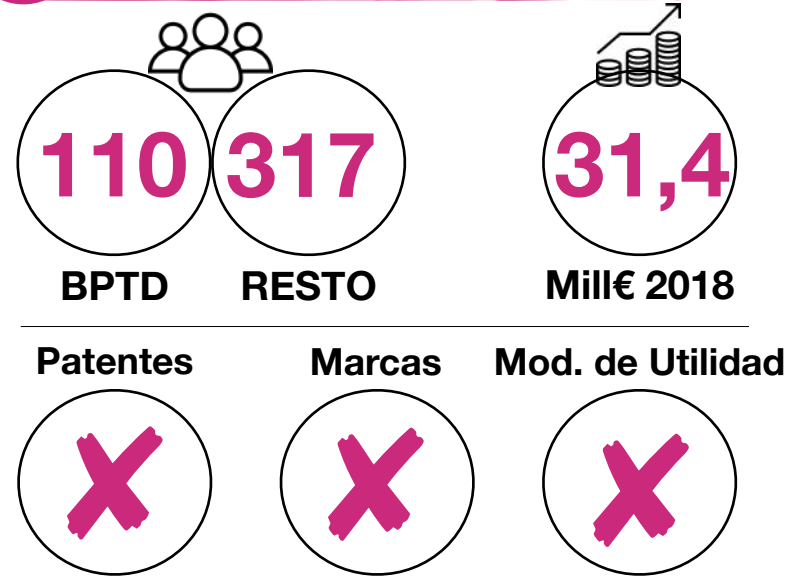 110 317 31,4
BPTD RESTO Mill€ 2018
Patentes Marcas Mod. de Utilidad